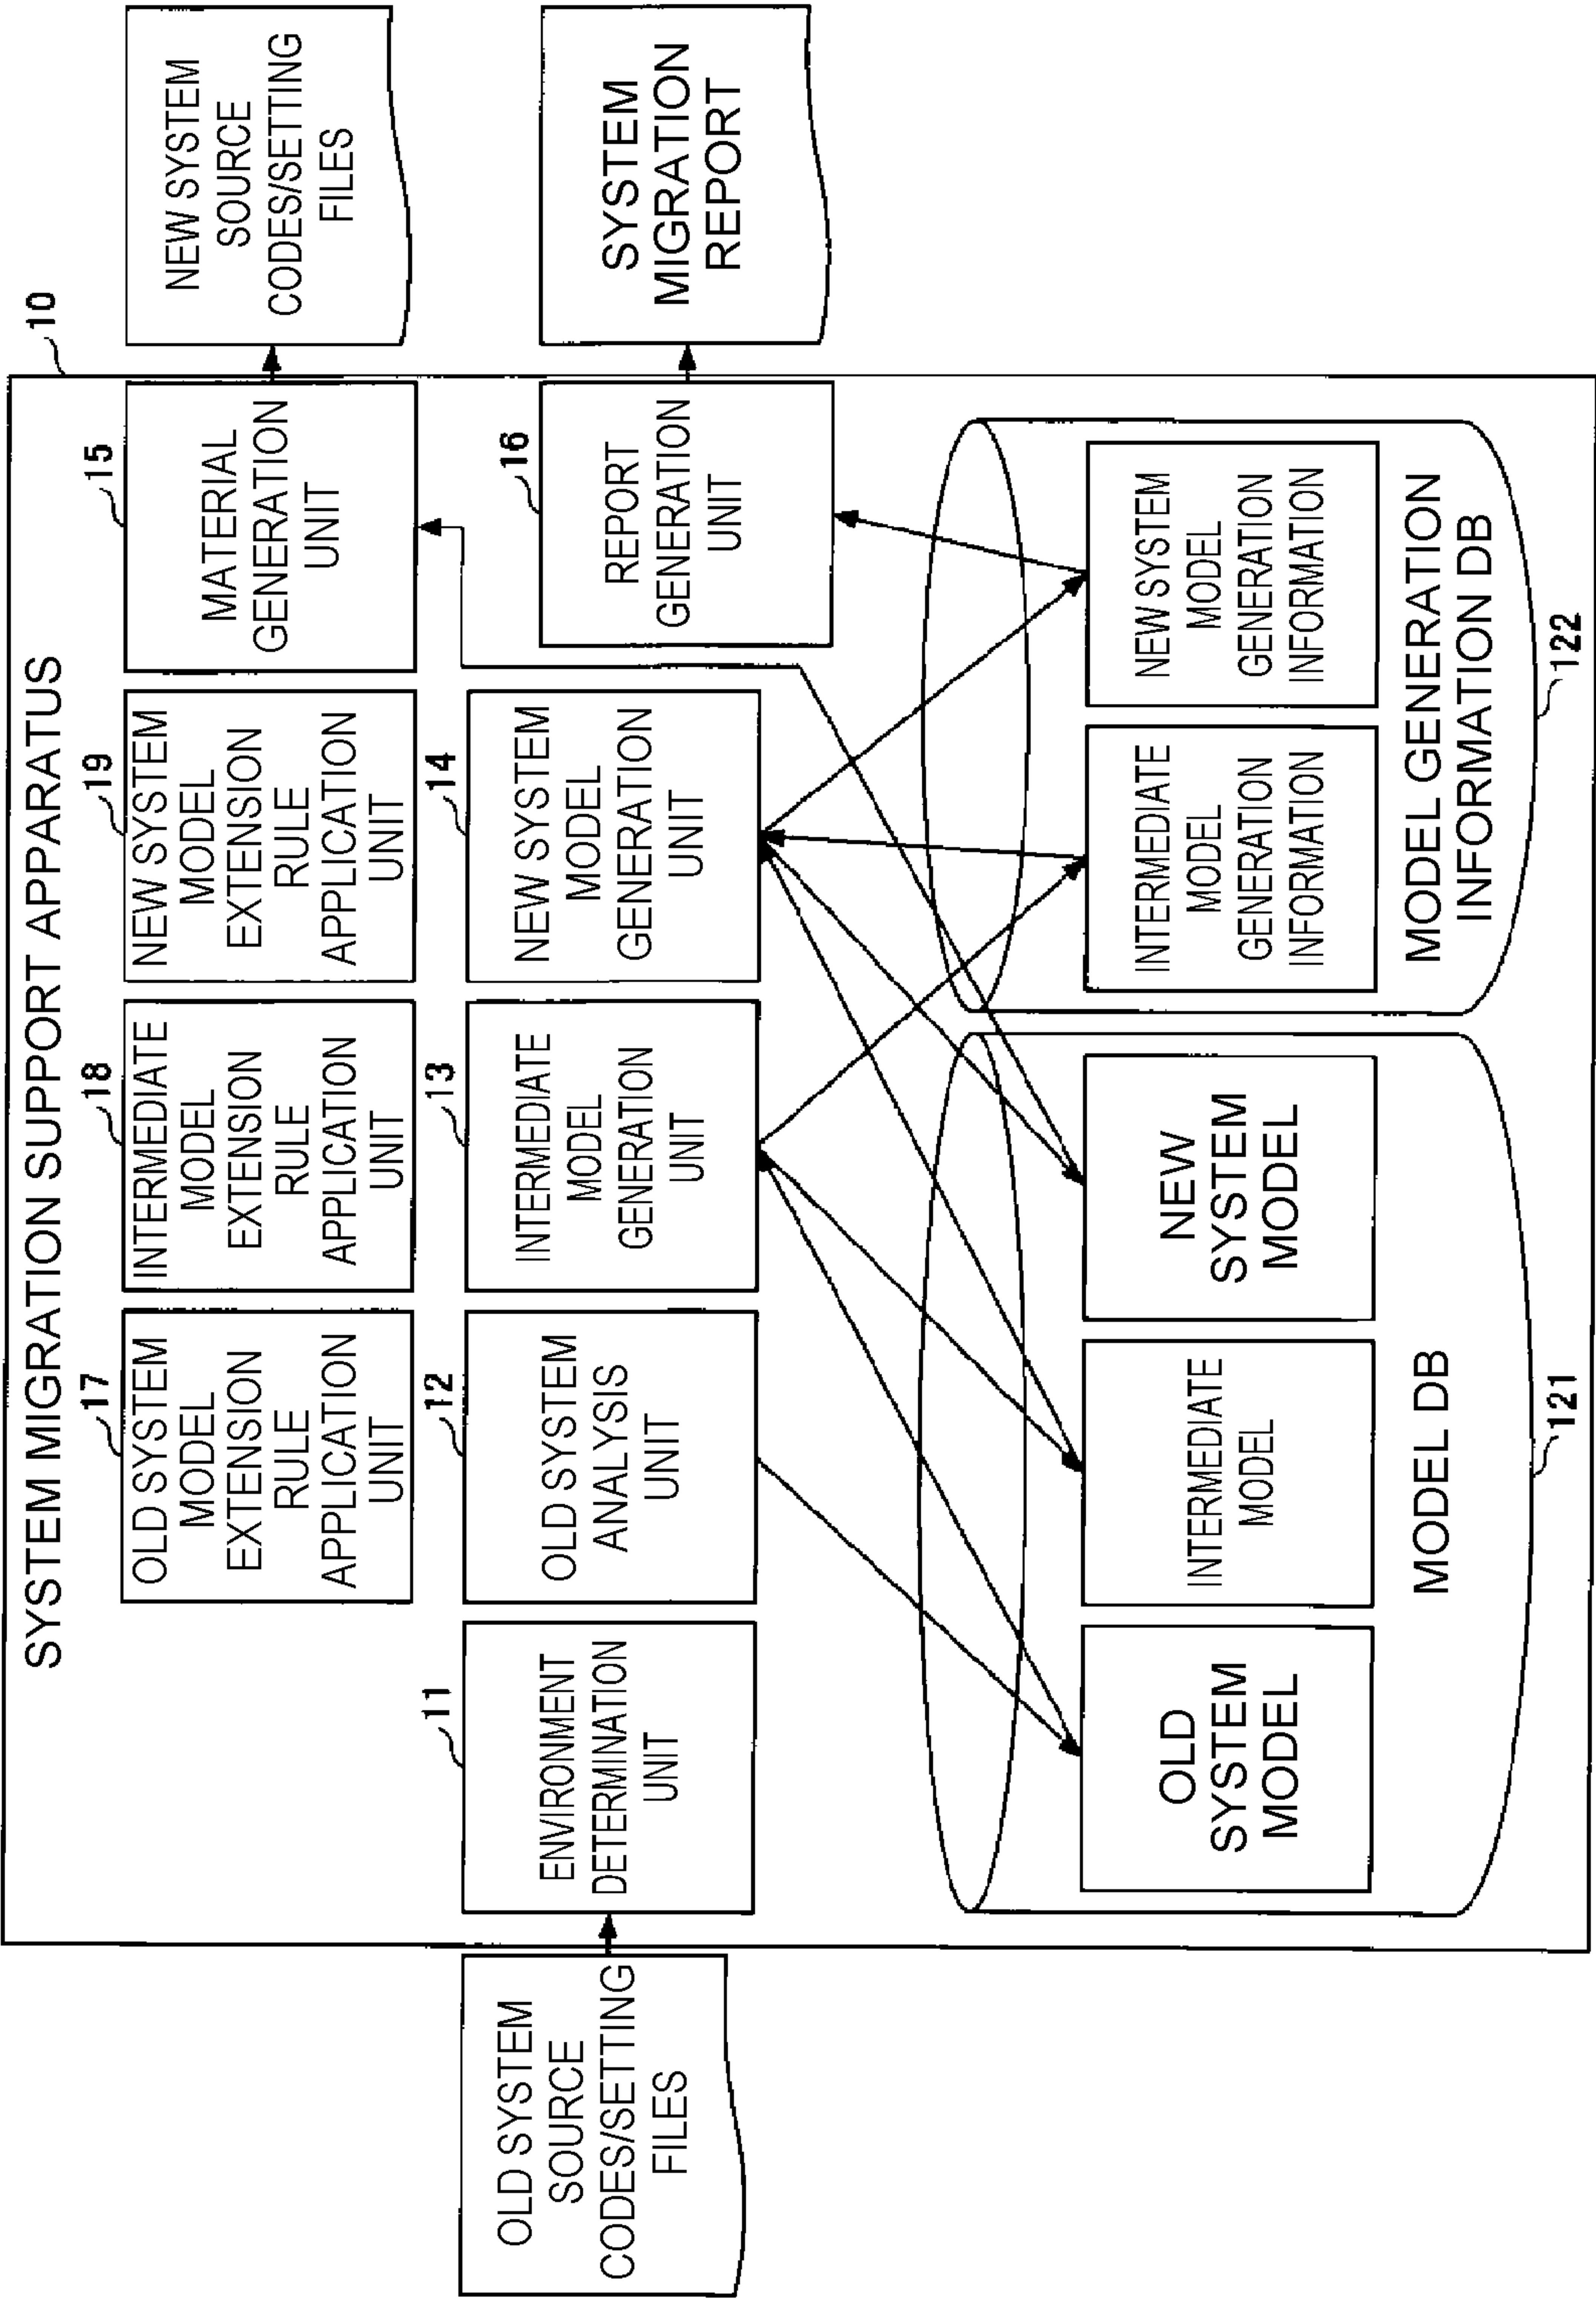 SYSTEM MIGRATION SUPPORT APPARATUS
10
17
OLD SYSTEM
MODEL
EXTENSION
RULE
APPLICATION
UNIT
18
INTERMEDIATE
MODEL
EXTENSION
RULE
APPLICATION
UNIT
19
NEW SYSTEM
MODEL
EXTENSION
RULE
APPLICATION
UNIT
15
MATERIAL
GENERATION
UNIT
NEW SYSTEM
SOURCE
CODES/SETTING
FILES
OLD SYSTEM
SOURCE
CODES/SETTING
FILES
11
ENVIRONMENT
DETERMINATION
UNIT
12
OLD SYSTEM
ANALYSIS
UNIT
13
INTERMEDIATE
MODEL
GENERATION
UNIT
14
NEW SYSTEM
MODEL
GENERATION
UNIT
16
REPORT
GENERATION
UNIT
SYSTEM
MIGRATION
REPORT
OLD
SYSTEM
MODEL
INTERMEDIATE
MODEL
NEW
SYSTEM
MODEL
MODEL DB
121
INTERMEDIATE
MODEL
GENERATION
INFORMATION
NEW SYSTEM
MODEL
GENERATION
INFORMATION
MODEL GENERATION
INFORMATION DB
122